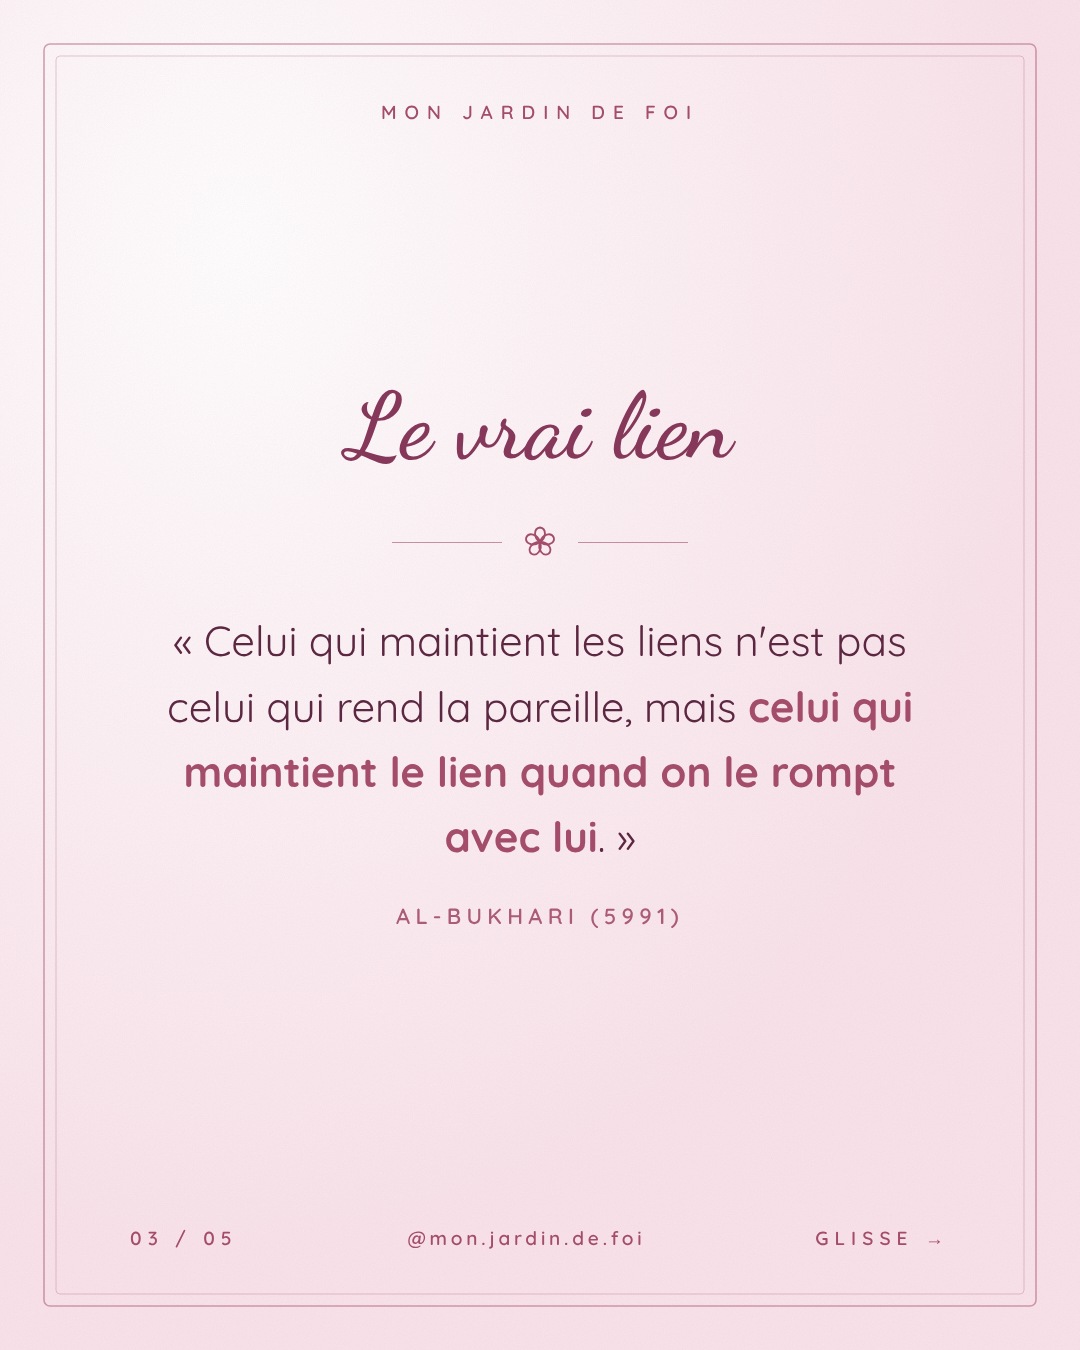 MON JARDIN DE FOI
Le vrai lien
« Celui qui maintient les liens n'est pas
celui qui rend la pareille, mais celui qui
maintient le lien quand on le rompt
avec lui. »
AL-BUKHARI (5991)
03 / 05
@mon.jardin.de.foi
GLISSE →